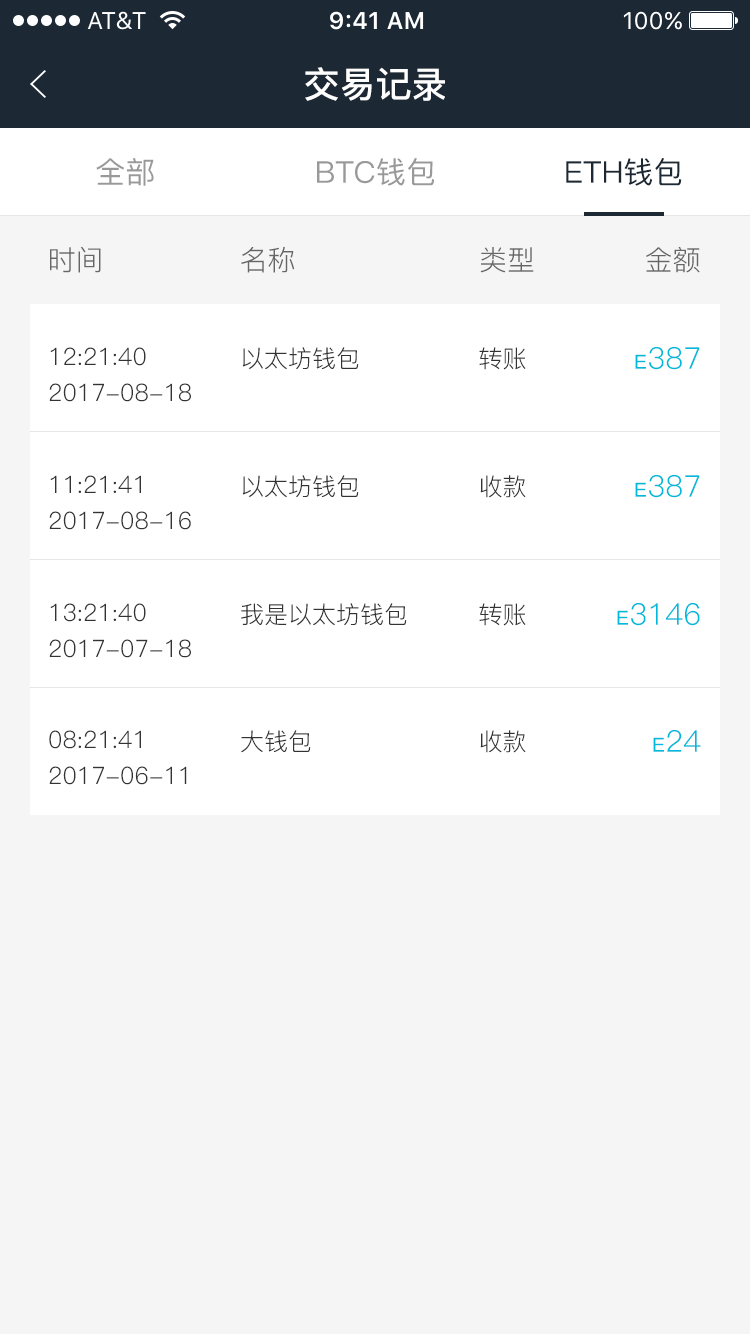 AT&T 9:41 AM 100%
交易记录
全部 BTC钱包 ETH钱包
时间 名称 类型 金额
12:21:40 以太坊钱包 转账 E387
2017-08-18
11:21:41 以太坊钱包 收款 E387
2017-08-16
13:21:40 我是以太坊钱包 转账 E3146
2017-07-18
08:21:41 大钱包 收款 E24
2017-06-11